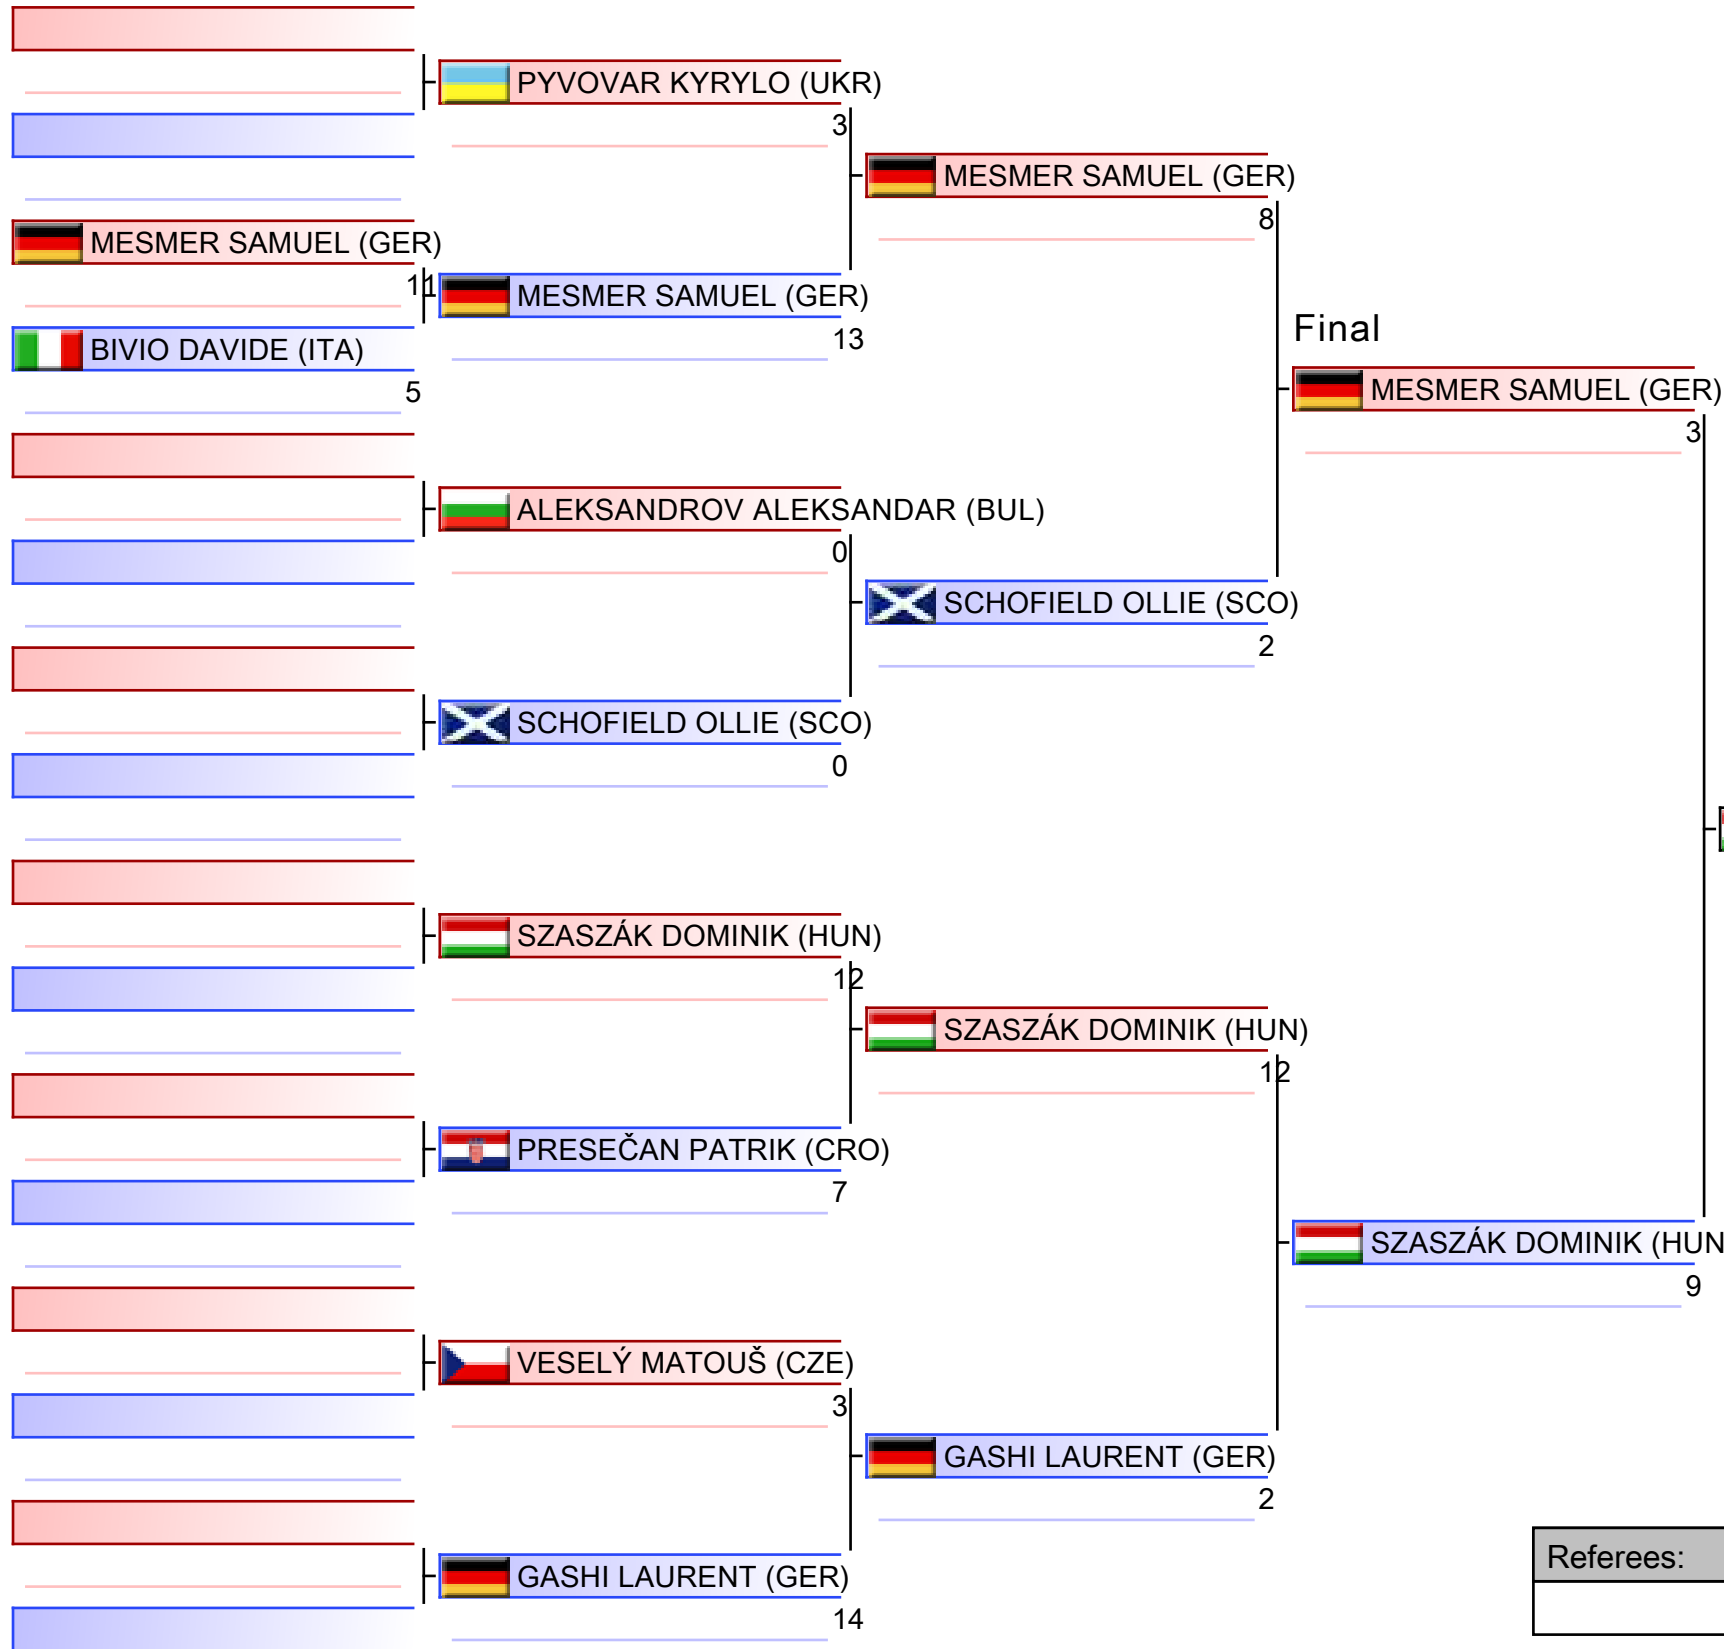 PYVOVAR KYRYLO (UKR)
3
MESMER SAMUEL (GER)
8
MESMER SAMUEL (GER)
11
MESMER SAMUEL (GER)
13
Final
BIVIO DAVIDE (ITA)
5
MESMER SAMUEL (GER)
3
ALEKSANDROV ALEKSANDAR (BUL)
0
SCHOFIELD OLLIE (SCO)
2
SCHOFIELD OLLIE (SCO)
0
SZASZÁK DOMINIK (HUN)
12
SZASZÁK DOMINIK (HUN)
12
PRESEČAN PATRIK (CRO)
7
SZASZÁK DOMINIK (HUN
9
VESELÝ MATOUŠ (CZE)
3
GASHI LAURENT (GER)
2
GASHI LAURENT (GER)
14
Referees: